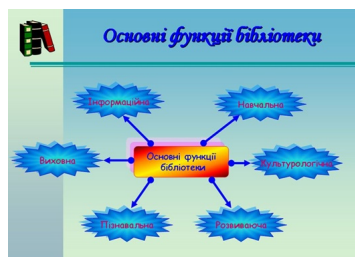 Основні функції бібліотеки
Інформаційна
Навчальна
Виховна
Основні функції
бібліотеки
Культурологічна
Пізнавальна
Розвиваюча